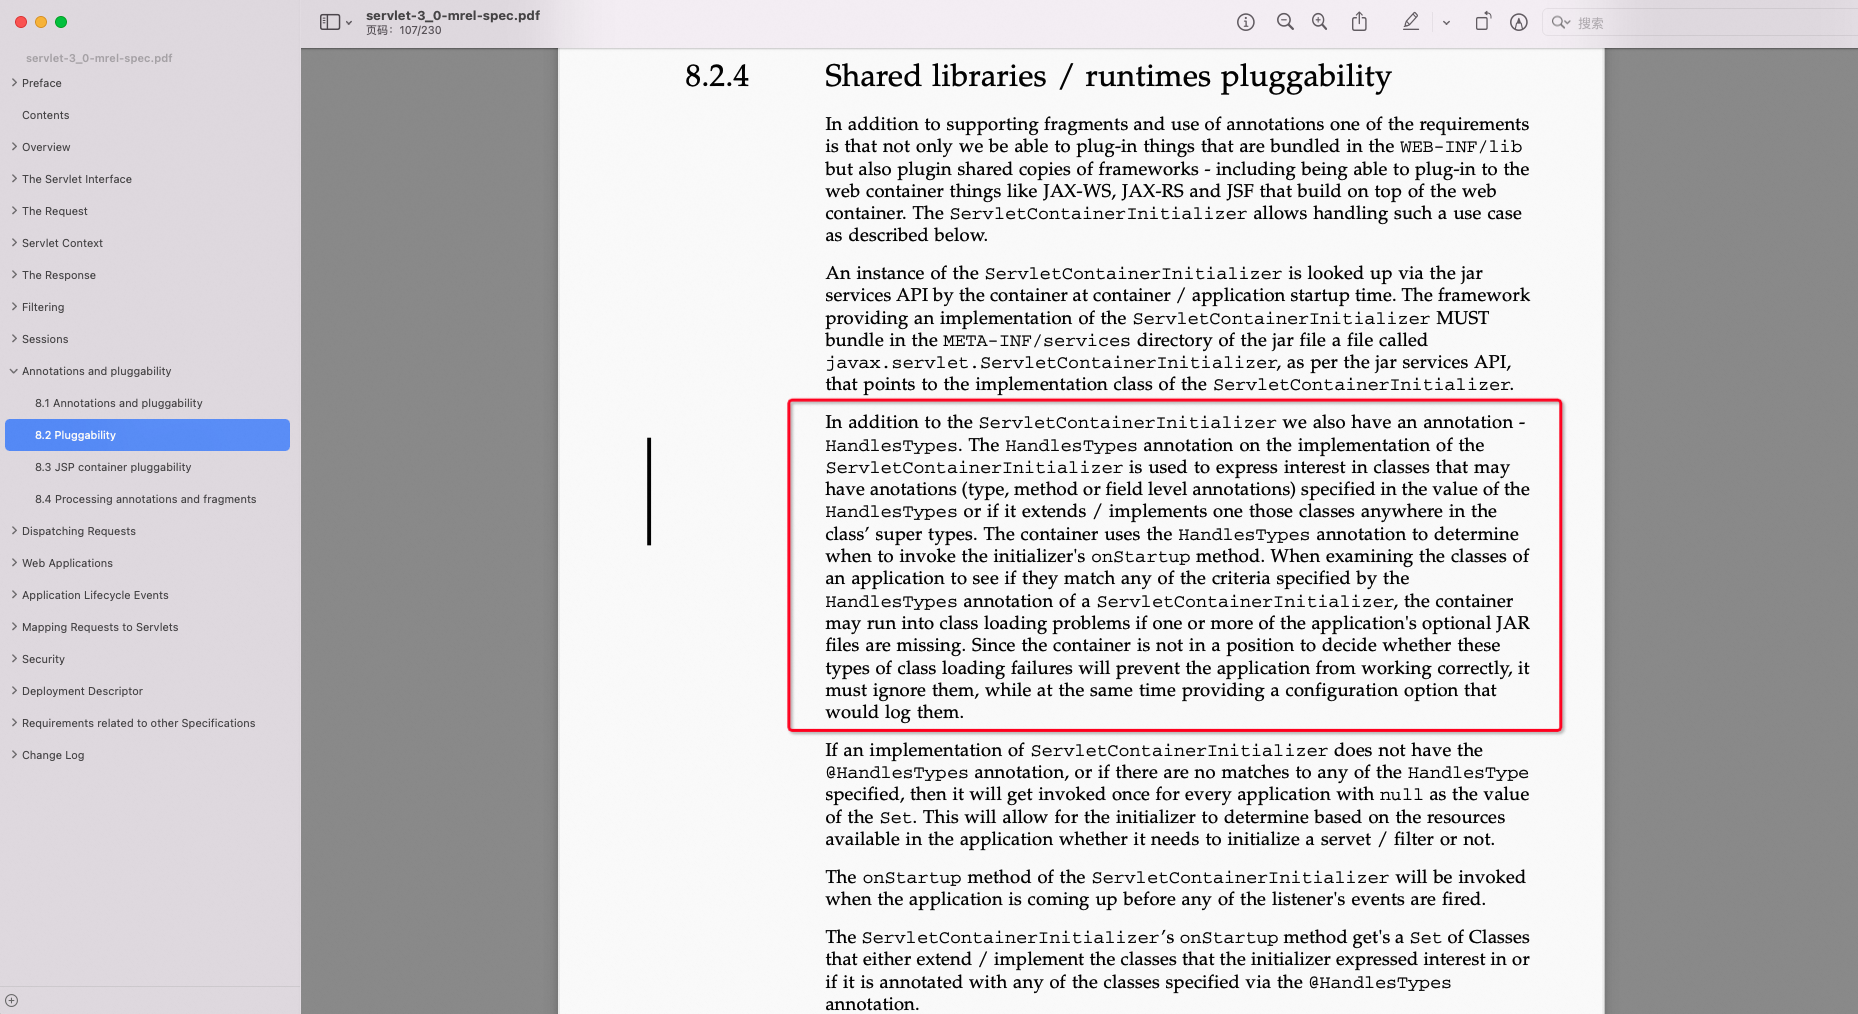 servlet-3_0-mrel-spec.pdf
页码：107/230
搜索
servlet-3_0-mrel-spec.pdf
Preface
Contents
Overview
The Servlet Interface
The Request
Servlet Context
The Response
Filtering
Sessions
Annotations and pluggability
8.1 Annotations and pluggability
8.2 Pluggability
8.3 JSP container pluggability
8.4 Processing annotations and fragments
Dispatching Requests
Web Applications
Application Lifecycle Events
Mapping Requests to Servlets
Security
Deployment Descriptor
Requirements related to other Specifications
Change Log
8.2.4 Shared libraries / runtimes pluggability
In addition to supporting fragments and use of annotations one of the requirements
is that not only we be able to plug-in things that are bundled in the WEB-INF/lib
but also plugin shared copies of frameworks - including being able to plug-in to the
web container things like JAX-WS, JAX-RS and JSF that build on top of the web
container. The ServletContainerInitializer allows handling such a use case
as described below.
An instance of the ServletContainerInitializer is looked up via the jar
services API by the container at container / application startup time. The framework
providing an implementation of the ServletContainerInitializer MUST
bundle in the META-INF/services directory of the jar file a file called
javax.servlet.ServletContainerInitializer, as per the jar services API,
that points to the implementation class of the ServletContainerInitializer.
In addition to the ServletContainerInitializer we also have an annotation -
HandlesTypes. The HandlesTypes annotation on the implementation of the
ServletContainerInitializer is used to express interest in classes that may
have anotations (type, method or field level annotations) specified in the value of the
HandlesTypes or if it extends / implements one those classes anywhere in the
class’ super types. The container uses the HandlesTypes annotation to determine
when to invoke the initializer's onStartup method. When examining the classes of
an application to see if they match any of the criteria specified by the
HandlesTypes annotation of a ServletContainerInitializer, the container
may run into class loading problems if one or more of the application's optional JAR
files are missing. Since the container is not in a position to decide whether these
types of class loading failures will prevent the application from working correctly, it
must ignore them, while at the same time providing a configuration option that
would log them.
If an implementation of ServletContainerInitializer does not have the
@HandlesTypes annotation, or if there are no matches to any of the HandlesType
specified, then it will get invoked once for every application with null as the value
of the Set. This will allow for the initializer to determine based on the resources
available in the application whether it needs to initialize a servet / filter or not.
The onStartup method of the ServletContainerInitializer will be invoked
when the application is coming up before any of the listener's events are fired.
The ServletContainerInitializer’s onStartup method get's a Set of Classes
that either extend / implement the classes that the initializer expressed interest in or
if it is annotated with any of the classes specified via the @HandlesTypes
annotation.